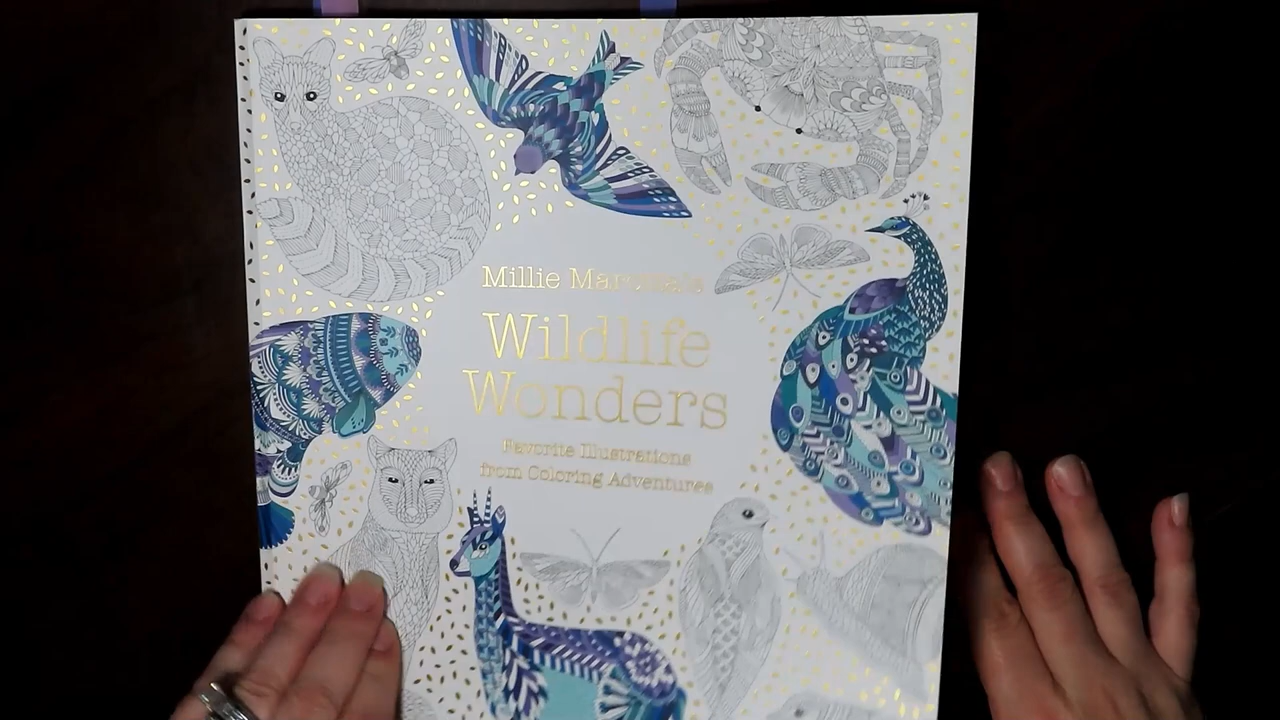 Millie Marotta's
Wildlife
Wonders
Favorite Illustrations
from Coloring Adventures